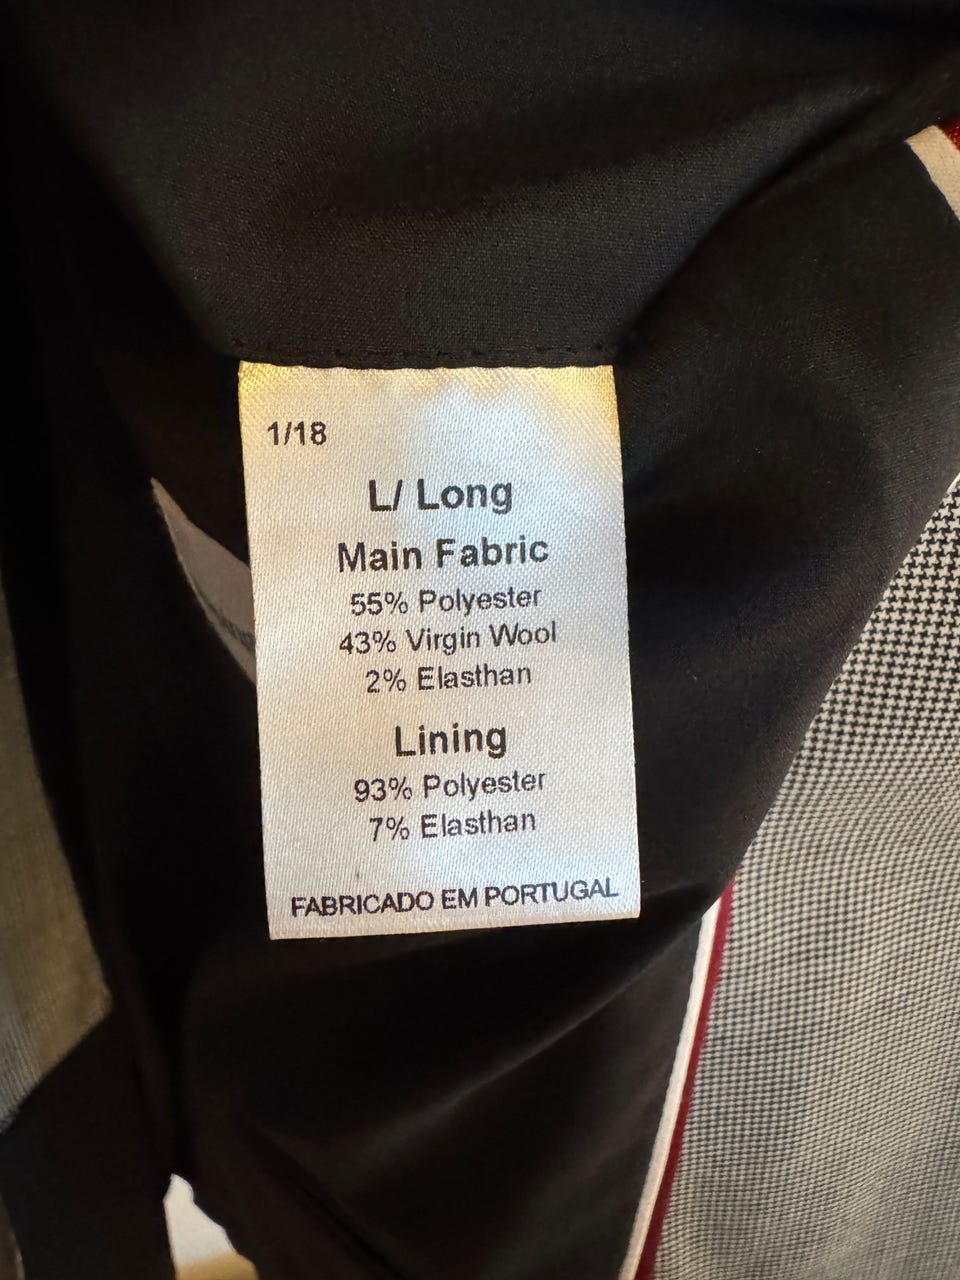 1/18
L/ Long
Main Fabric
55% Polyester
43% Virgin Wool
2% Elasthan
Lining
93% Polyester
7% Elasthan
FABRICADO EM PORTUGAL